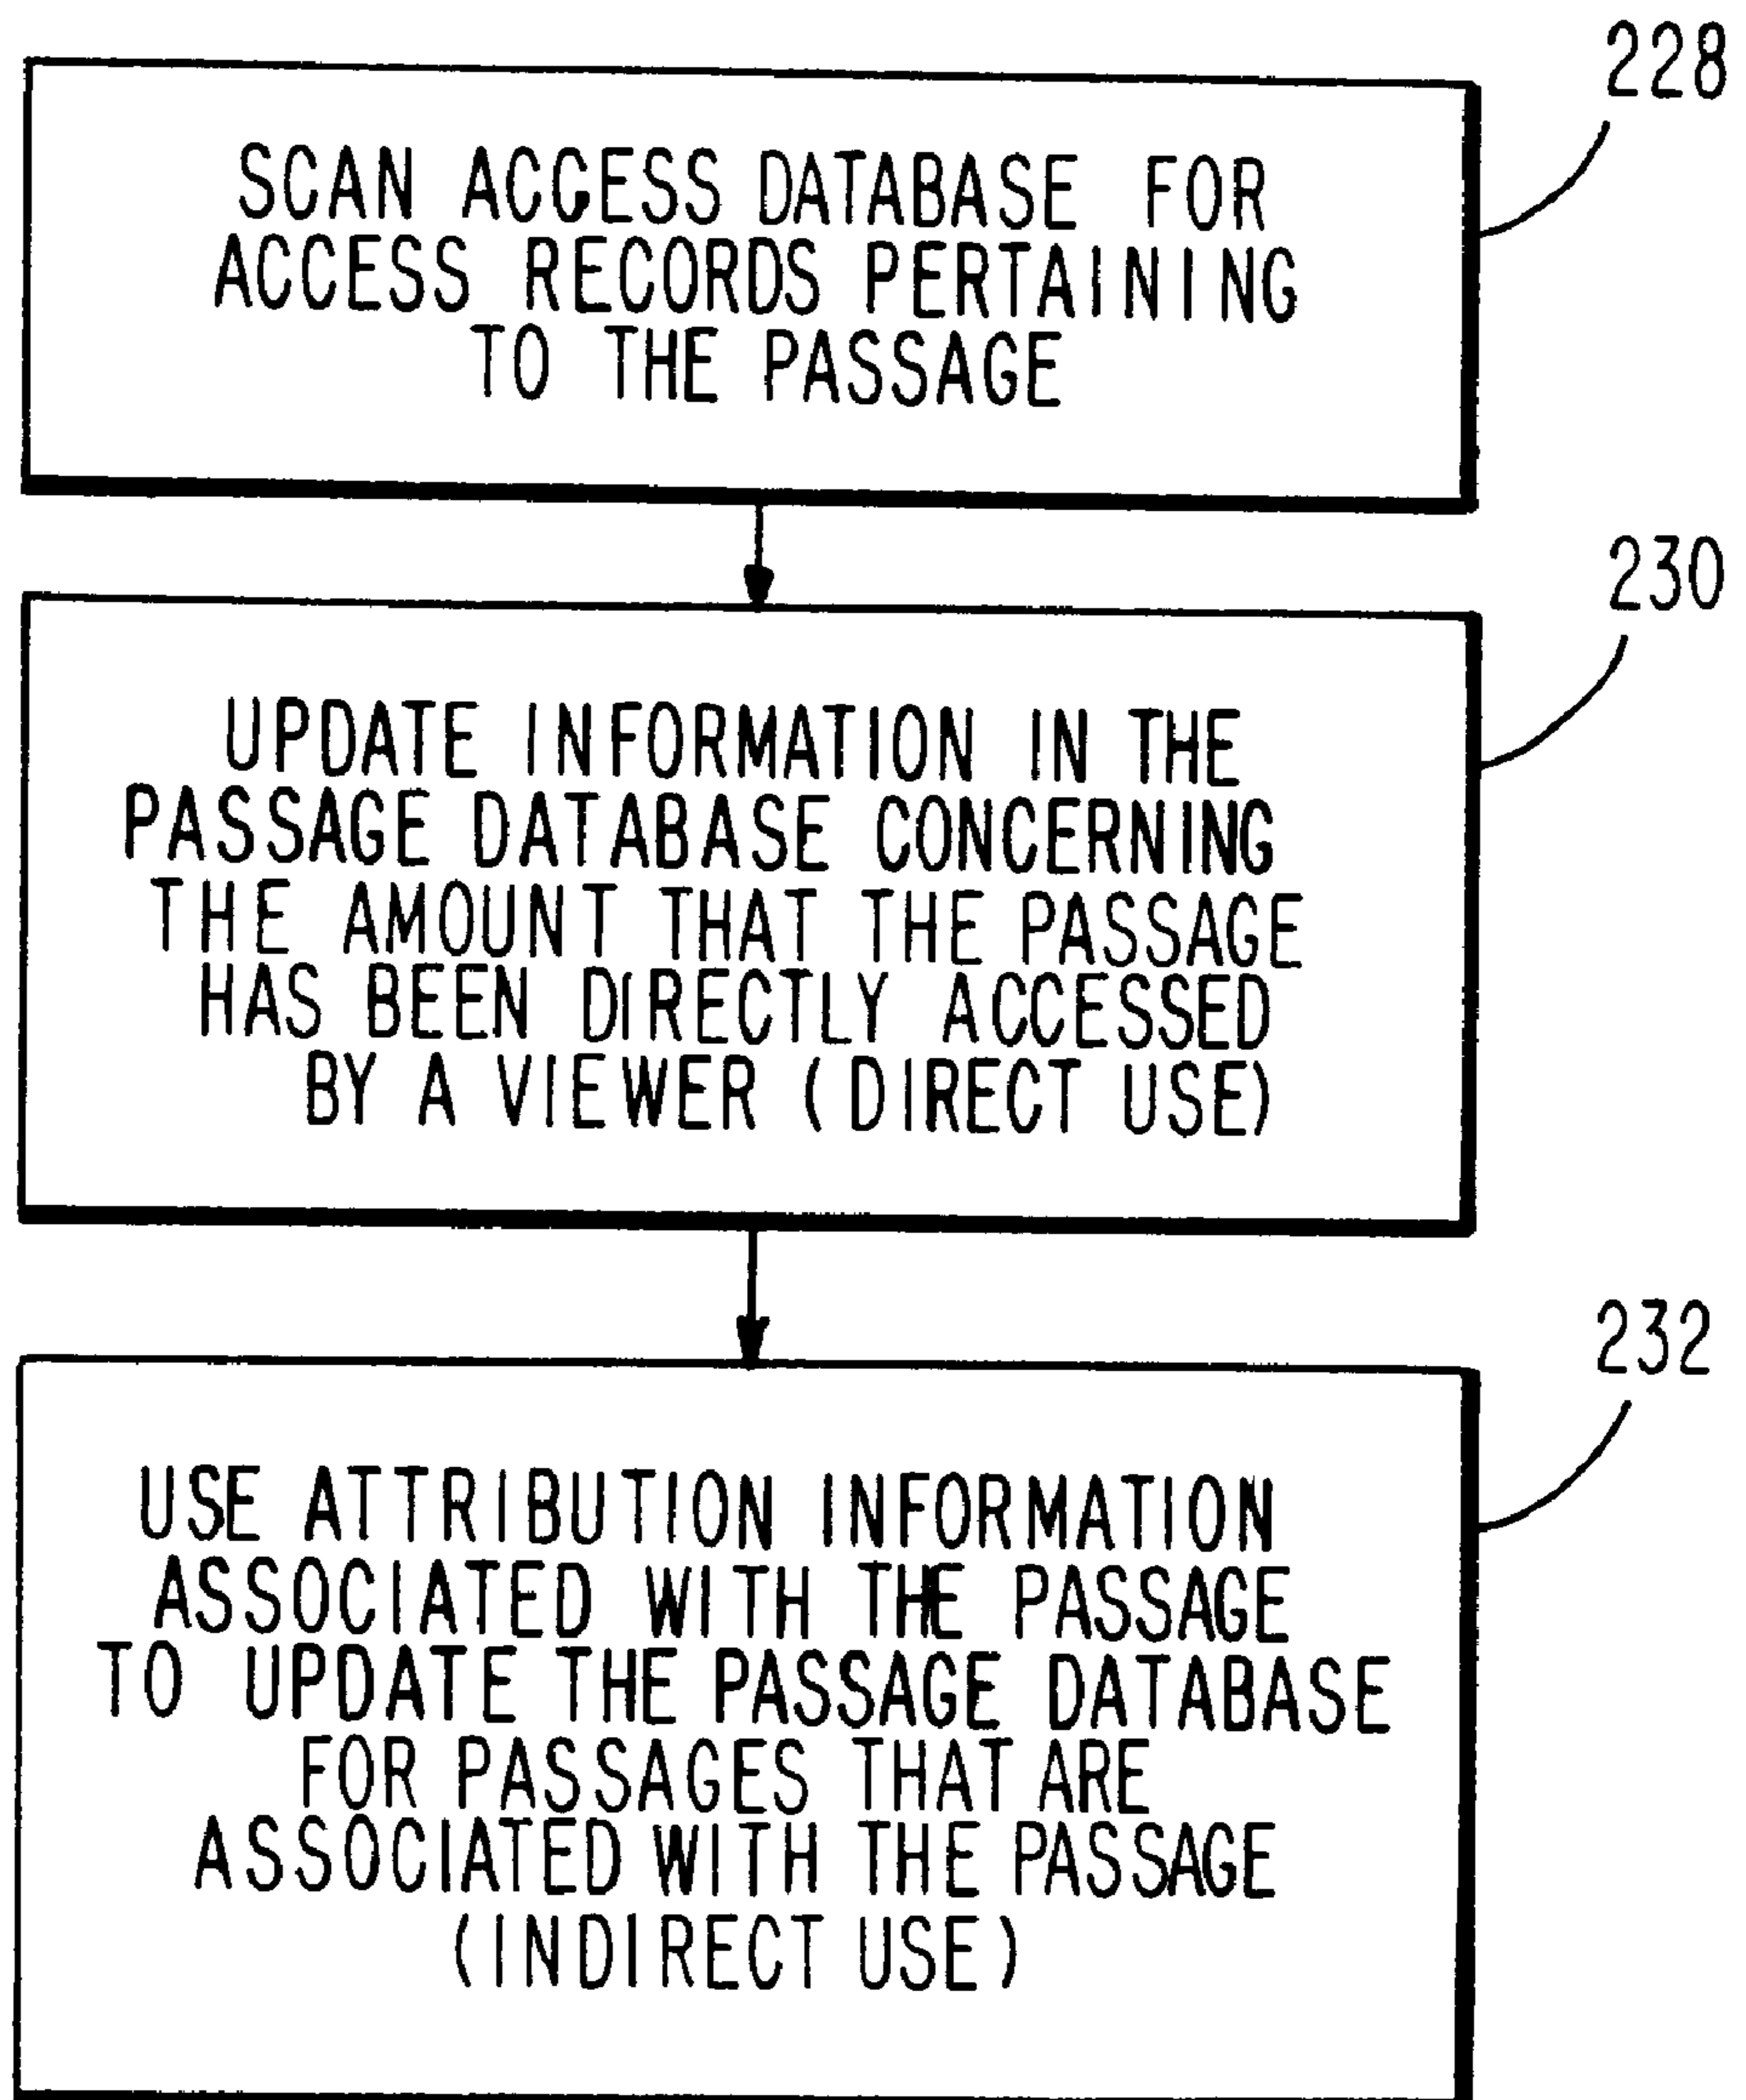 228
SCAN ACCESS DATABASE FOR
ACCESS RECORDS PERTAINING
TO THE PASSAGE
230
UPDATE INFORMATION IN THE
PASSAGE DATABASE CONCERNING
THE AMOUNT THAT THE PASSAGE
HAS BEEN DIRECTLY ACCESSED
BY A VIEWER (DIRECT USE)
232
USE ATTRIBUTION INFORMATION
ASSOCIATED WITH THE PASSAGE
TO UPDATE THE PASSAGE DATABASE
FOR PASSAGES THAT ARE
ASSOCIATED WITH THE PASSAGE
(INDIRECT USE)